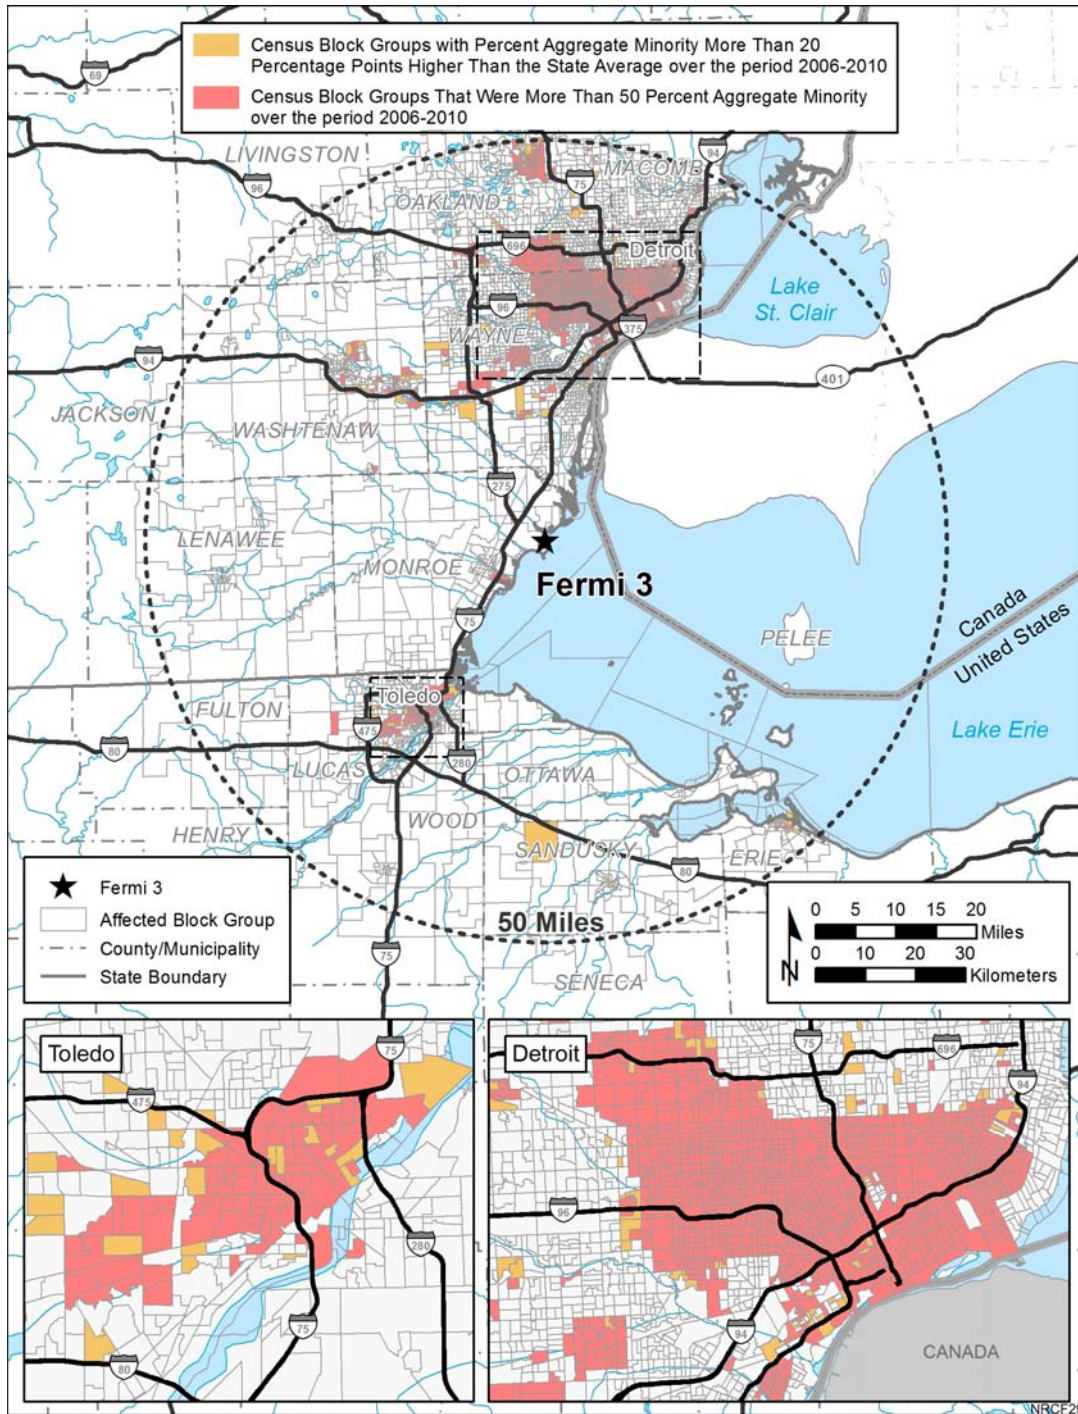 Census Block Groups with Percent Aggregate Minority More Than 20
Percentage Points Higher Than the State Average over the period 2006-2010
Census Block Groups That Were More Than 50 Percent Aggregate Minority
over the period 2006-2010
69
LIVINGSTON
MACOMB
94
96
75
OAKLAND
696
Detroit
Lake
St. Clair
96
WAYNE
375
94
401
JACKSON
WASHTENAW
275
LENAWEE
MONROE
Fermi 3
75
PELEE
Canada
United States
Toledo
FULTON
475
Lake Erie
80
LUCAS
280
OTTAWA
WOOD
HENRY
SANDUSKY
ERIE
80
Fermi 3
Affected Block Group
County/Municipality
State Boundary
50 Miles
75
SENECA
0 5 10 15 20
Miles
0 10 20 30
Kilometers
N
Toledo
75
475
280
75
80
Detroit
75
696
94
96
94
CANADA